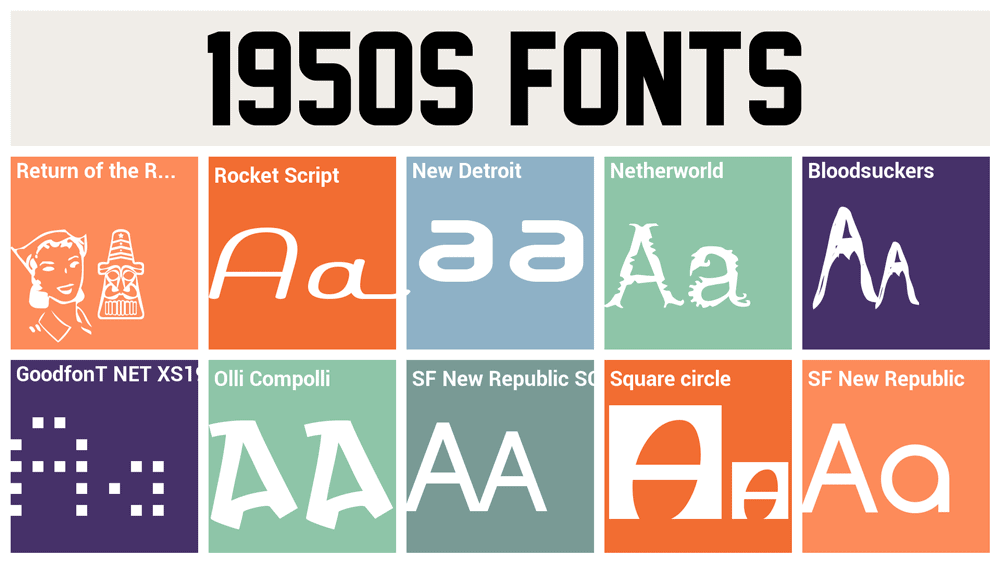 1950S FONTS
Return of the R...
Rocket Script
New Detroit
Netherworld
Bloodsuckers
Aa
aa
Aa
AA
GoodfonT NET XS19
Olli Compolli
SF New Republic SC
Square circle
SF New Republic
Aa
AA
AA
Aa
Aa